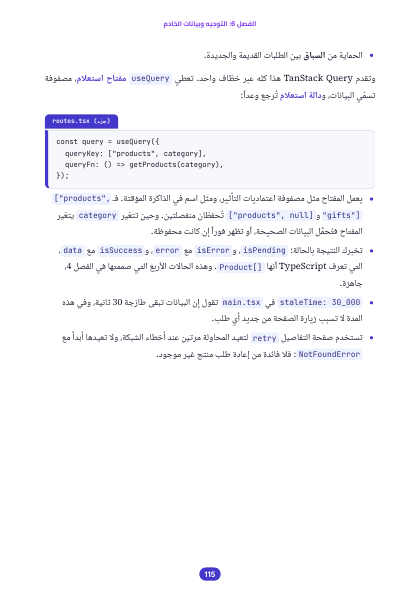 الفصل 6: التوجيه وبيانات الخادم
• الحماية من السباق بين الطلبات القديمة والجديدة.
وتقدم TanStack Query هذا كله عبر خطّاف واحد. تعطي useQuery مفتاح استعلام، مصفوفة
تسمّي البيانات، ودالة استعلام تُرجع وعداً:
routes.tsx (جزء)
const query = useQuery({
queryKey: ["products", category],
queryFn: () => getProducts(category),
});
• يعمل المفتاح مثل مصفوفة اعتماديات التأثير، ومثل اسم في الذاكرة المؤقتة. فـ ["products",
"gifts"] و ["products", null] تُحفظان منفصلتين. وحين تتغير category يتغير
المفتاح فتُحمَّل البيانات الصحيحة، أو تظهر فوراً إن كانت محفوظة.
• تخبرك النتيجة بالحالة: isPending، و isError مع error، و isSuccess مع data،
التي تعرف TypeScript أنها Product[]. وهذه الحالات الأربع التي صممتها في الفصل 4,
جاهزة.
• staleTime: 30_000 في main.tsx تقول إن البيانات تبقى طازجة 30 ثانية، وفي هذه
المدة لا تسبب زيارة الصفحة من جديد أي طلب.
• تستخدم صفحة التفاصيل retry لتعيد المحاولة مرتين عند أخطاء الشبكة، ولا تعيدها أبداً مع
NotFoundError: فلا فائدة من إعادة طلب منتج غير موجود.
115